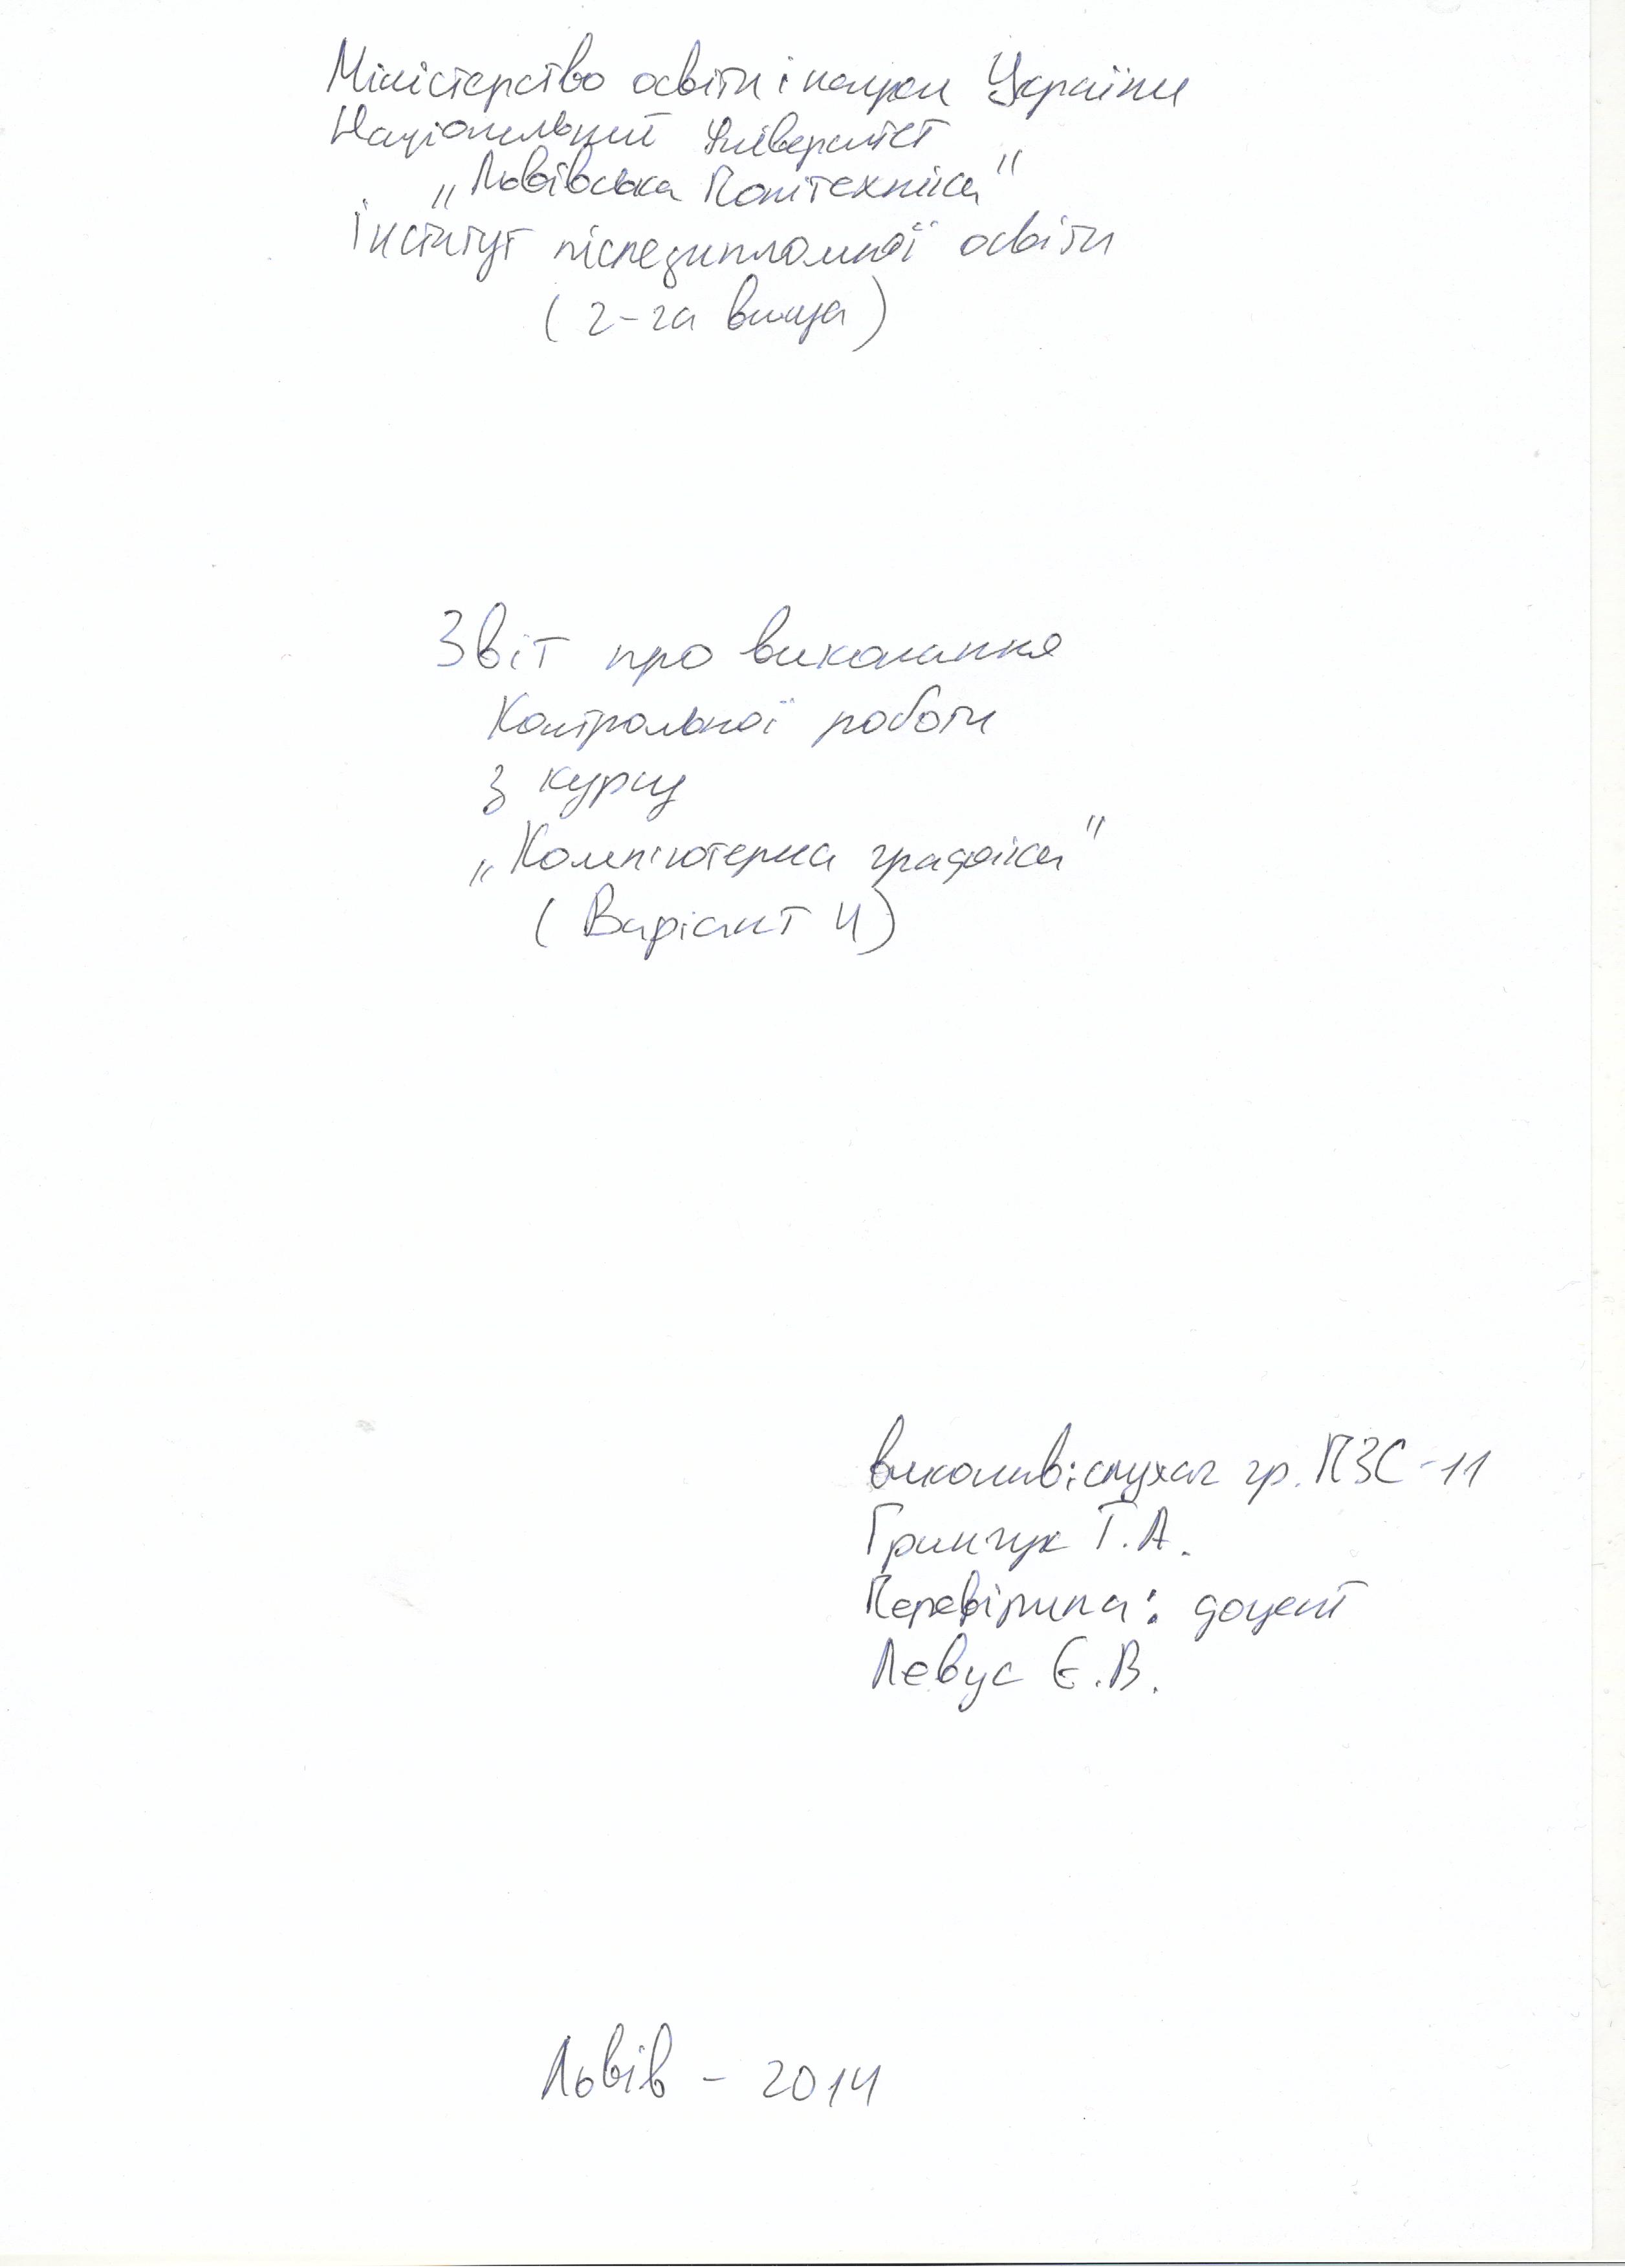 Міністерство освіти і науки України
Національний Університет
„Львівська Політехніка"
Інститут післядипломної освіти
( 2-га вища )
Звіт про виконання
Контрольної роботи
з курсу
„Комп'ютерна графіка"
( Варіант 4)
виконав: слухач гр. ПЗС-11
Гринчук Т.А.
Перевірила: доцент
Левус Є.В.
Львів - 2014